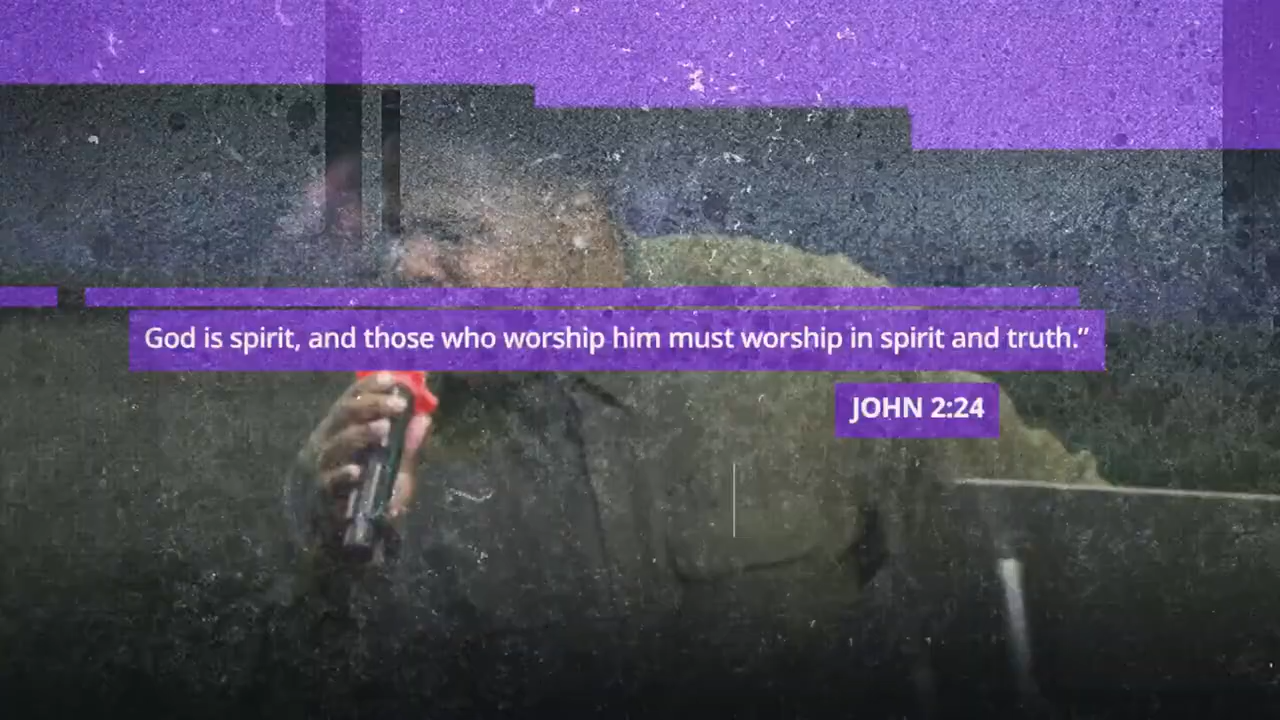 God is spirit, and those who worship him must worship in spirit and truth.”
JOHN 2:24